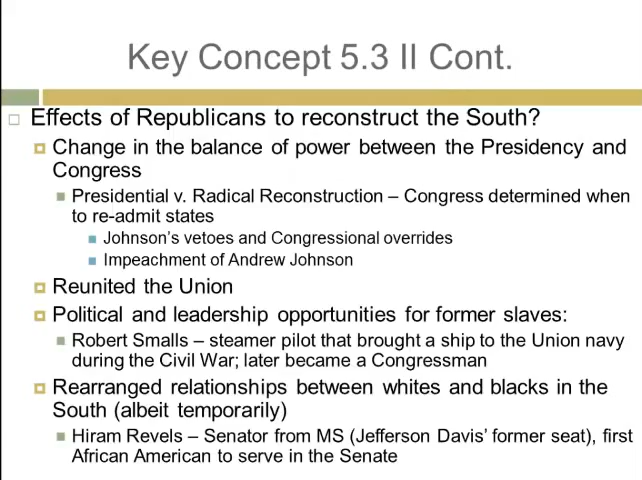 Key Concept 5.3 II Cont.
Effects of Republicans to reconstruct the South?
Change in the balance of power between the Presidency and
Congress
Presidential v. Radical Reconstruction – Congress determined when
to re-admit states
Johnson's vetoes and Congressional overrides
Impeachment of Andrew Johnson
Reunited the Union
Political and leadership opportunities for former slaves:
Robert Smalls – steamer pilot that brought a ship to the Union navy
during the Civil War; later became a Congressman
Rearranged relationships between whites and blacks in the
South (albeit temporarily)
Hiram Revels – Senator from MS (Jefferson Davis' former seat), first
African American to serve in the Senate